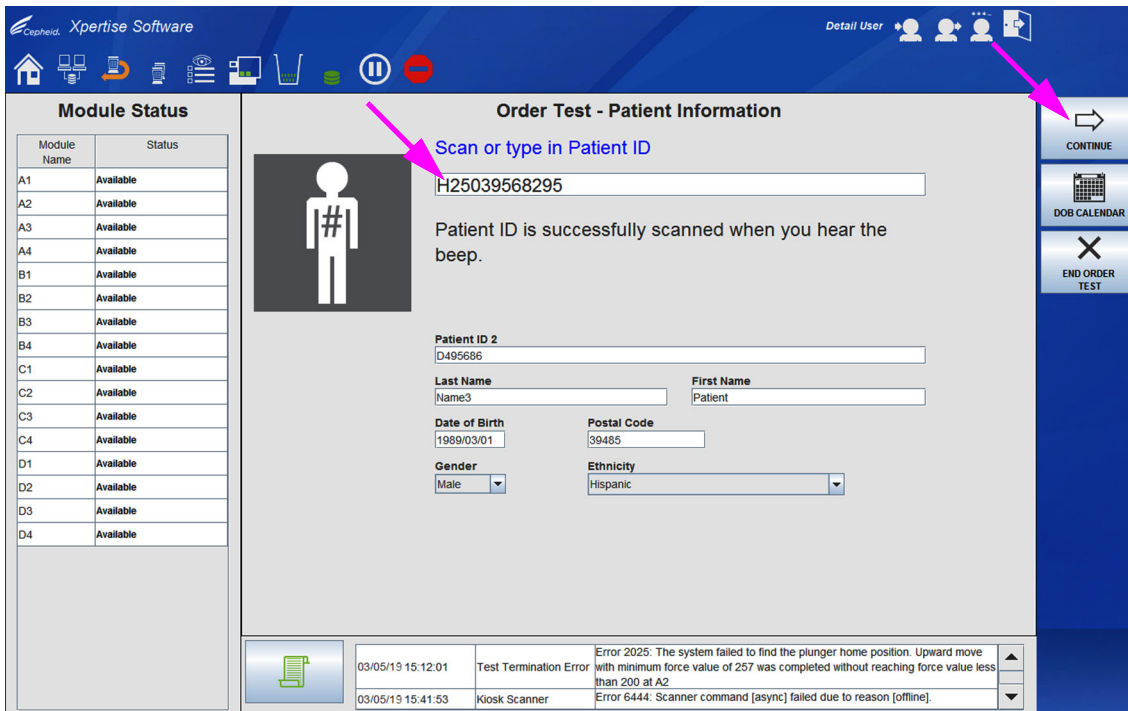 Cepheid. Xpertise Software
Detail User
Module Status
Module Name Status
A1 Available
A2 Available
A3 Available
A4 Available
B1 Available
B2 Available
B3 Available
B4 Available
C1 Available
C2 Available
C3 Available
C4 Available
D1 Available
D2 Available
D3 Available
D4 Available
Order Test - Patient Information
Scan or type in Patient ID
H25039568295
#
Patient ID is successfully scanned when you hear the
beep.
Patient ID 2
D495686
Last Name First Name
Name3 Patient
Date of Birth Postal Code
1989/03/01 39485
Gender Ethnicity
Male Hispanic
CONTINUE
DOB CALENDAR
END ORDER
TEST
03/05/19 15:12:01 Test Termination Error Error 2025: The system failed to find the plunger home position. Upward move
with minimum force value of 257 was completed without reaching force value less
than 200 at A2
03/05/19 15:41:53 Kiosk Scanner Error 6444: Scanner command [async] failed due to reason [offline].